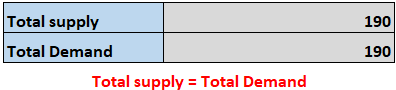 Total supply 190
Total Demand 190
Total supply = Total Demand